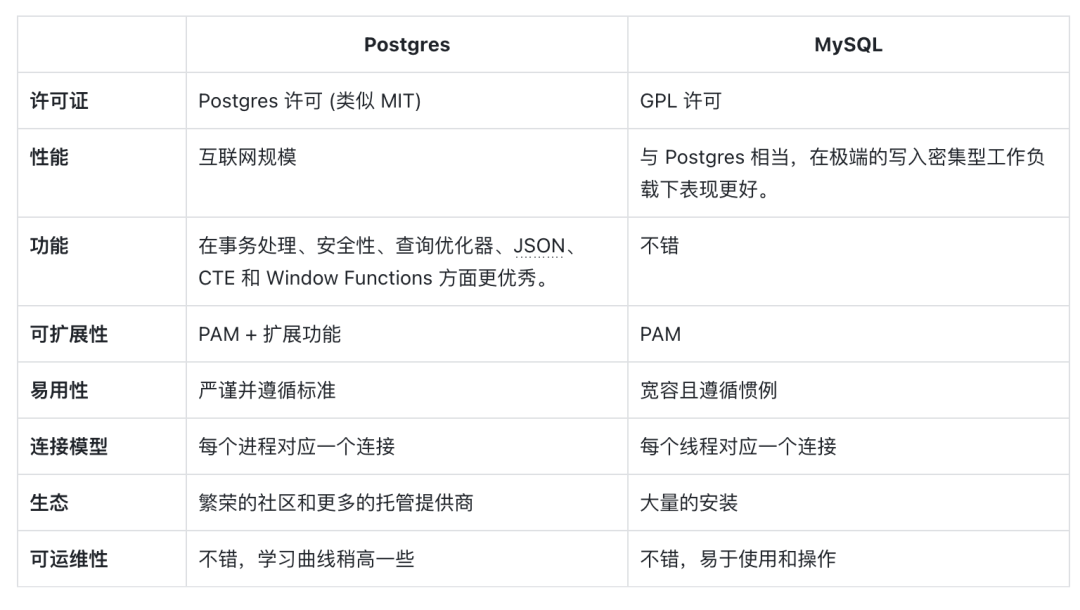 Postgres MySQL
许可证 Postgres 许可 (类似 MIT) GPL 许可
性能 互联网规模 与 Postgres 相当，在极端的写入密集型工作负
载下表现更好。
功能 在事务处理、安全性、查询优化器、JSON、 不错
CTE 和 Window Functions 方面更优秀。
可扩展性 PAM + 扩展功能 PAM
易用性 严谨并遵循标准 宽容且遵循惯例
连接模型 每个进程对应一个连接 每个线程对应一个连接
生态 繁荣的社区和更多的托管提供商 大量的安装
可运维性 不错，学习曲线稍高一些 不错，易于使用和操作